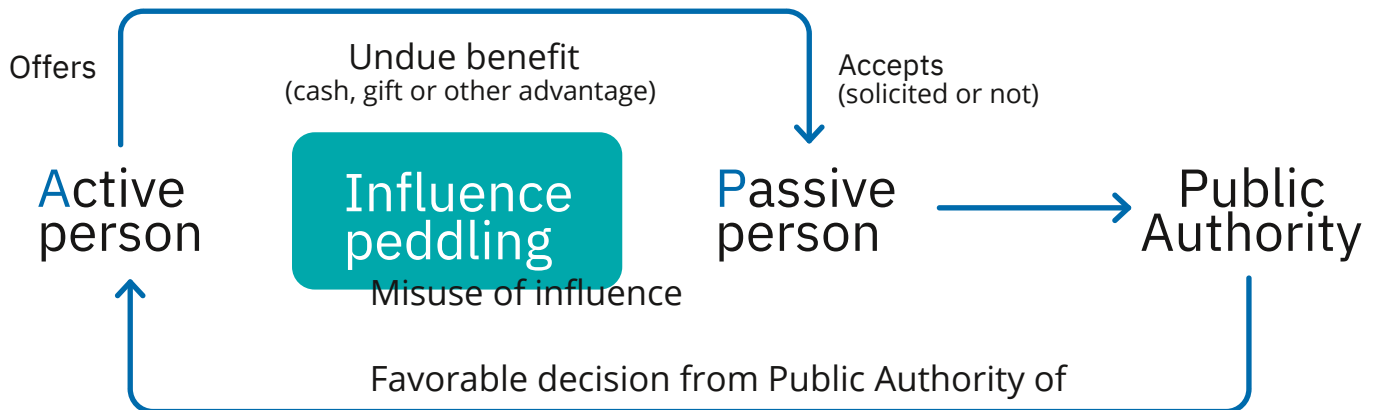 Offers
Undue benefit
(cash, gift or other advantage)
Accepts
(solicited or not)
Active
person
Influence
peddling
Passive
person
Public
Authority
Misuse of influence
Favorable decision from Public Authority of